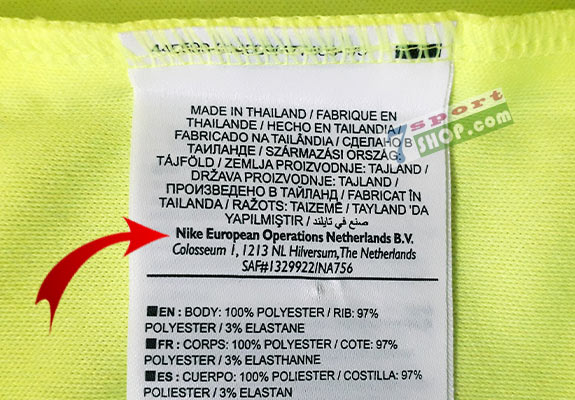 7sport
SHOP.com
MADE IN THAILAND / FABRIQUE EN
THAILANDE / HECHO EN TAILANDIA /
FABRICADO NA TAILÂNDIA / СДЕЛАНО В
ТАИЛАНДЕ / SZÁRMAZÁSI ORSZÁG:
TÁJFÖLD / ZEMLJA PROIZVODNJE: TAJLAND /
DRŽAVA PROIZVODNJE: TAJLAND /
ПРОИЗВЕДЕНО В ТАЙЛАНД / FABRICAT ÎN
TAILANDA / RAŽOTS: TAIZEMĒ / TAYLAND 'DA
YAPILMIŞTIR / صنع في تايلند
Nike European Operations Netherlands B.V.
Colosseum 1, 1213 NL Hilversum, The Netherlands
SAF#1329922/NA756
EN: BODY: 100% POLYESTER / RIB: 97%
POLYESTER / 3% ELASTANE
FR: CORPS: 100% POLYESTER / COTE: 97%
POLYESTER / 3% ELASTHANNE
ES: CUERPO: 100% POLIESTER / COSTILLA: 97%
POLIESTER / 3% ELASTANO